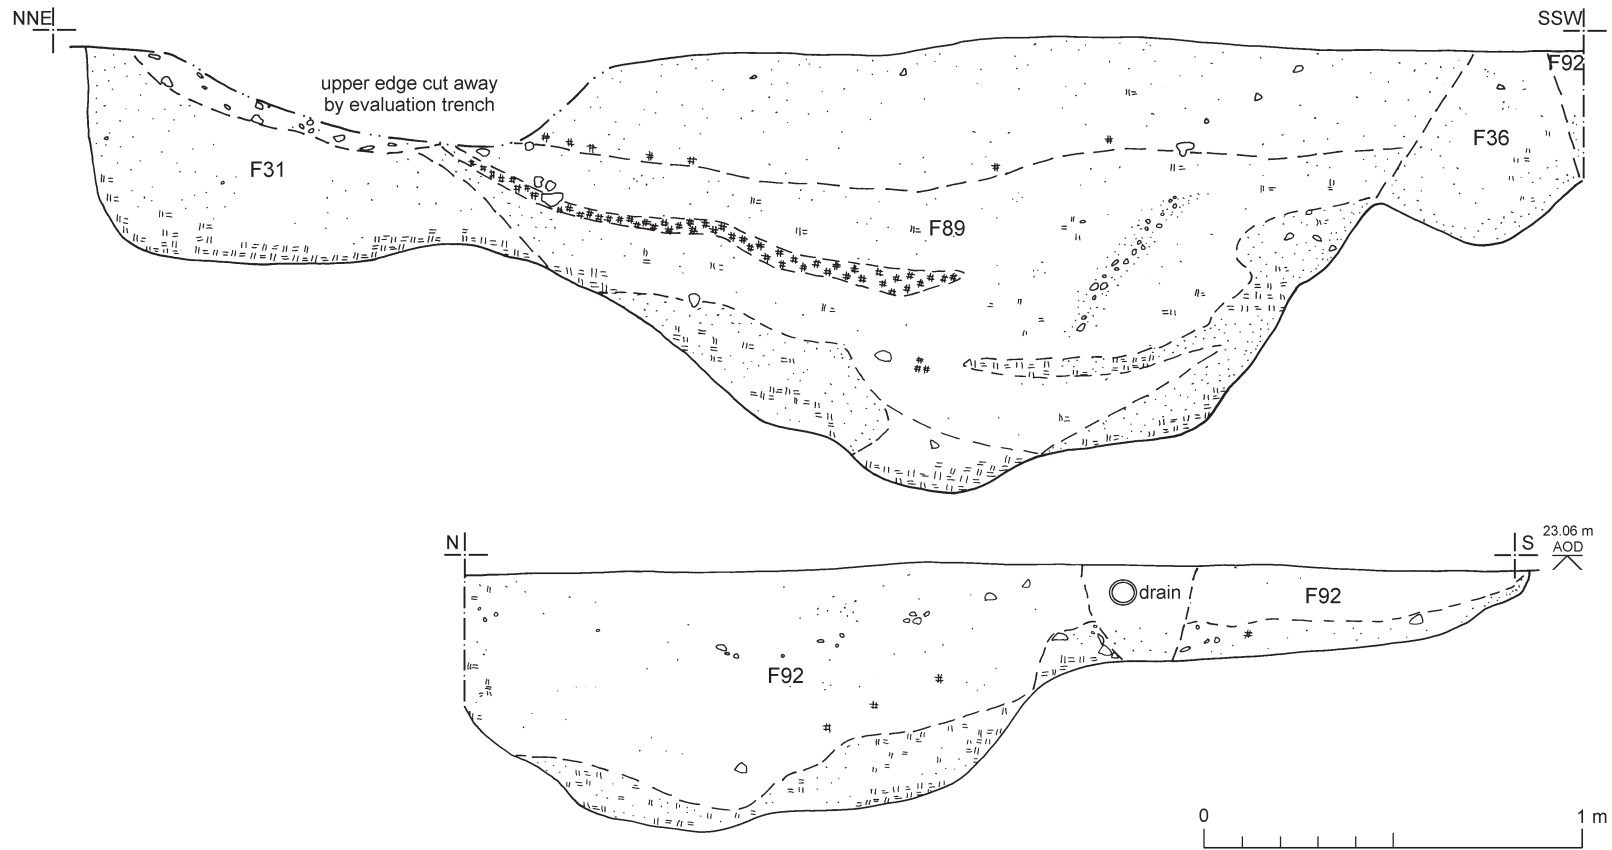 NNE
SSW
F92
upper edge cut away
by evaluation trench
F31
F36
F89
N
S
23.06 m
AOD
drain
F92
F92
0
1 m